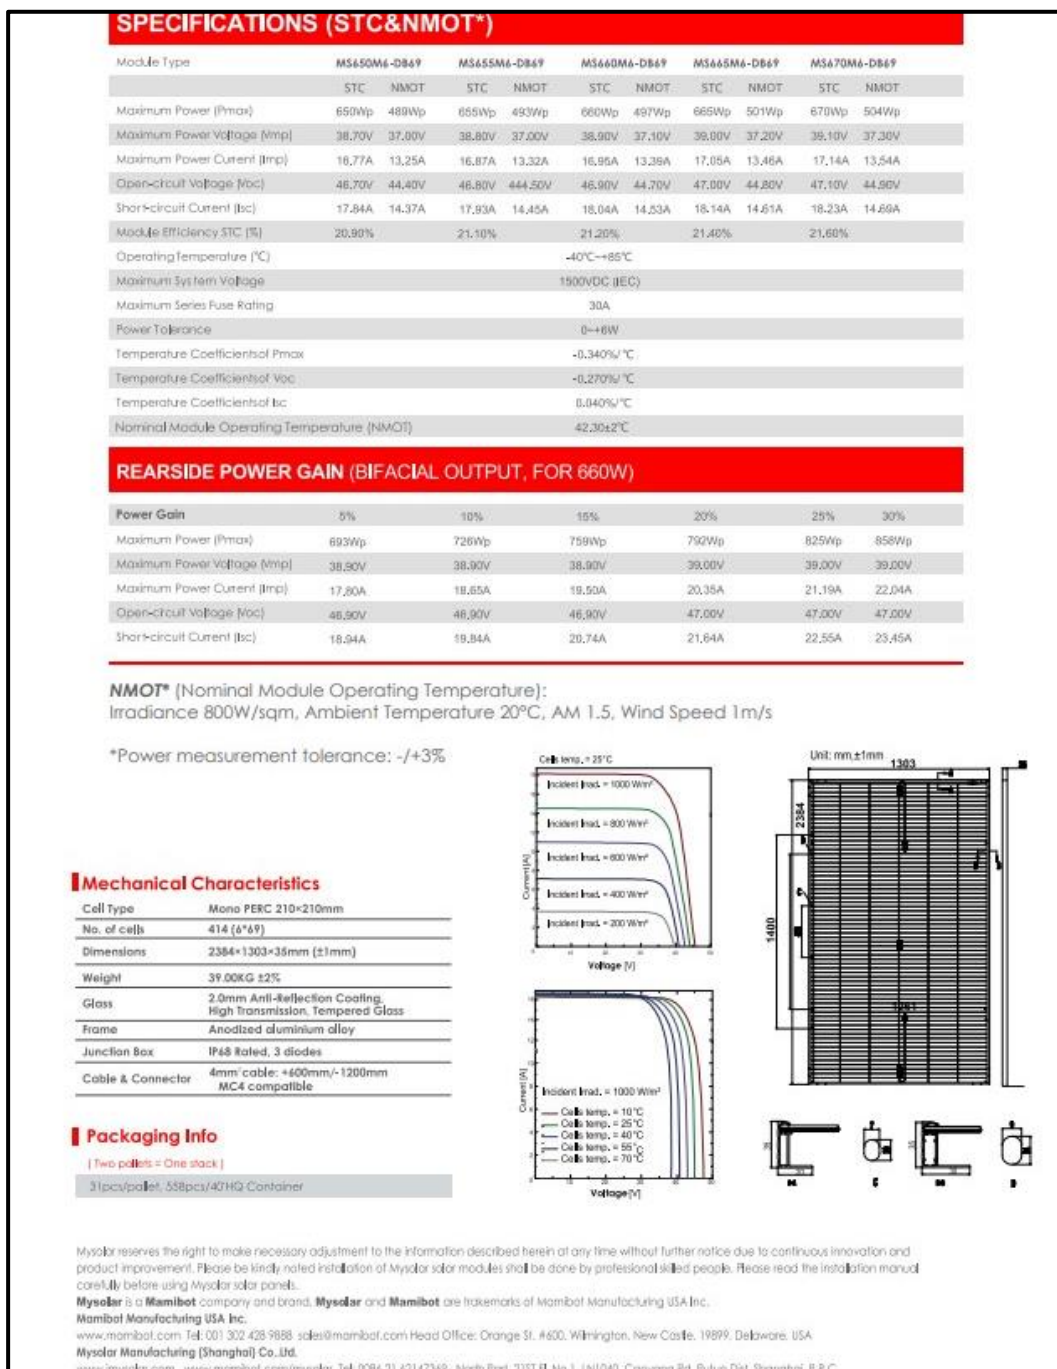 SPECIFICATIONS (STC&NMOT*)
Module Type MS650M6-DB69 MS655M6-DB69 MS660M6-DB69 MS665M6-DB69 MS670M6-DB69
STC NMOT STC NMOT STC NMOT STC NMOT STC NMOT
Maximum Power (Pmax) 650Wp 489Wp 655Wp 493Wp 660Wp 497Wp 665Wp 501Wp 670Wp 504Wp
Maximum Power Voltage (Vmp) 38.70V 37.00V 38.80V 37.00V 38.90V 37.10V 39.00V 37.20V 39.10V 37.30V
Maximum Power Current (Imp) 16.77A 13.25A 16.87A 13.32A 16.95A 13.39A 17.05A 13.46A 17.14A 13.54A
Open-circuit Voltage (Voc) 46.70V 44.40V 46.80V 444.50V 46.90V 44.70V 47.00V 44.80V 47.10V 44.90V
Short-circuit Current (Isc) 17.84A 14.37A 17.93A 14.45A 18.04A 14.53A 18.14A 14.61A 18.23A 14.69A
Module Efficiency STC (%) 20.90% 21.10% 21.20% 21.40% 21.60%
Operating Temperature (℃) -40℃~+85℃
Maximum System Voltage 1500VDC (IEC)
Maximum Series Fuse Rating 30A
Power Tolerance 0~+6W
Temperature Coefficientsof Pmax -0.340%/℃
Temperature Coefficientsof Voc -0.270%/℃
Temperature Coefficientsof Isc 0.040%/℃
Nominal Module Operating Temperature (NMOT) 42.30±2℃
REARSIDE POWER GAIN (BIFACIAL OUTPUT, FOR 660W)
Power Gain 5% 10% 15% 20% 25% 30%
Maximum Power (Pmax) 693Wp 726Wp 759Wp 792Wp 825Wp 858Wp
Maximum Power Voltage (Vmp) 38.90V 38.90V 38.90V 39.00V 39.00V 39.00V
Maximum Power Current (Imp) 17.80A 18.65A 19.50A 20.35A 21.19A 22.04A
Open-circuit Voltage (Voc) 46.90V 46.90V 46.90V 47.00V 47.00V 47.00V
Short-circuit Current (Isc) 18.94A 19.84A 20.74A 21.64A 22.55A 23.45A
NMOT* (Nominal Module Operating Temperature):
Irradiance 800W/sqm, Ambient Temperature 20°C, AM 1.5, Wind Speed 1m/s
*Power measurement tolerance: -/+3%
Cells temp. = 25°C
Incident Irrad. = 1000 W/m²
Incident Irrad. = 800 W/m²
Incident Irrad. = 600 W/m²
Incident Irrad. = 400 W/m²
Incident Irrad. = 200 W/m²
Current [A]
Voltage [V]
Unit: mm,±1mm
1303
2384
1400
Mechanical Characteristics
Cell Type Mono PERC 210×210mm
No. of cells 414 (6*69)
Dimensions 2384×1303×35mm (±1mm)
Weight 39.00KG ±2%
Glass 2.0mm Anti-Reflection Coating,
High Transmission, Tempered Glass
Frame Anodized aluminium alloy
Junction Box IP68 Rated, 3 diodes
Cable & Connector 4mm²cable: +600mm/-1200mm
MC4 compatible
Current [A]
Incident Irrad. = 1000 W/m²
Cells temp. = 10°C
Cells temp. = 25°C
Cells temp. = 40°C
Cells temp. = 55°C
Cells temp. = 70°C
Voltage [V]
Packaging Info
( Two pallets = One stack )
31pcs/pallet, 558pcs/40'HQ Container
Mysolar reserves the right to make necessary adjustment to the information described herein at any time without further notice due to continuous innovation and
product improvement. Please be kindly noted installation of Mysolar solar modules shall be done by professional skilled people. Please read the installation manual
carefully before using Mysolar solar panels.
Mysolar is a Mamibot company and brand, Mysolar and Mamibot are trakemarks of Mamibot Manufacturing USA Inc.
Mamibot Manufacturing USA Inc.
www.mamibot.com Tel: 001 302 428 9888 sales@mamibot.com Head Office: Orange St. #600, Wilmington, New Castle, 19899, Delaware, USA
Mysolar Manufacturing (Shanghai) Co.,Ltd.